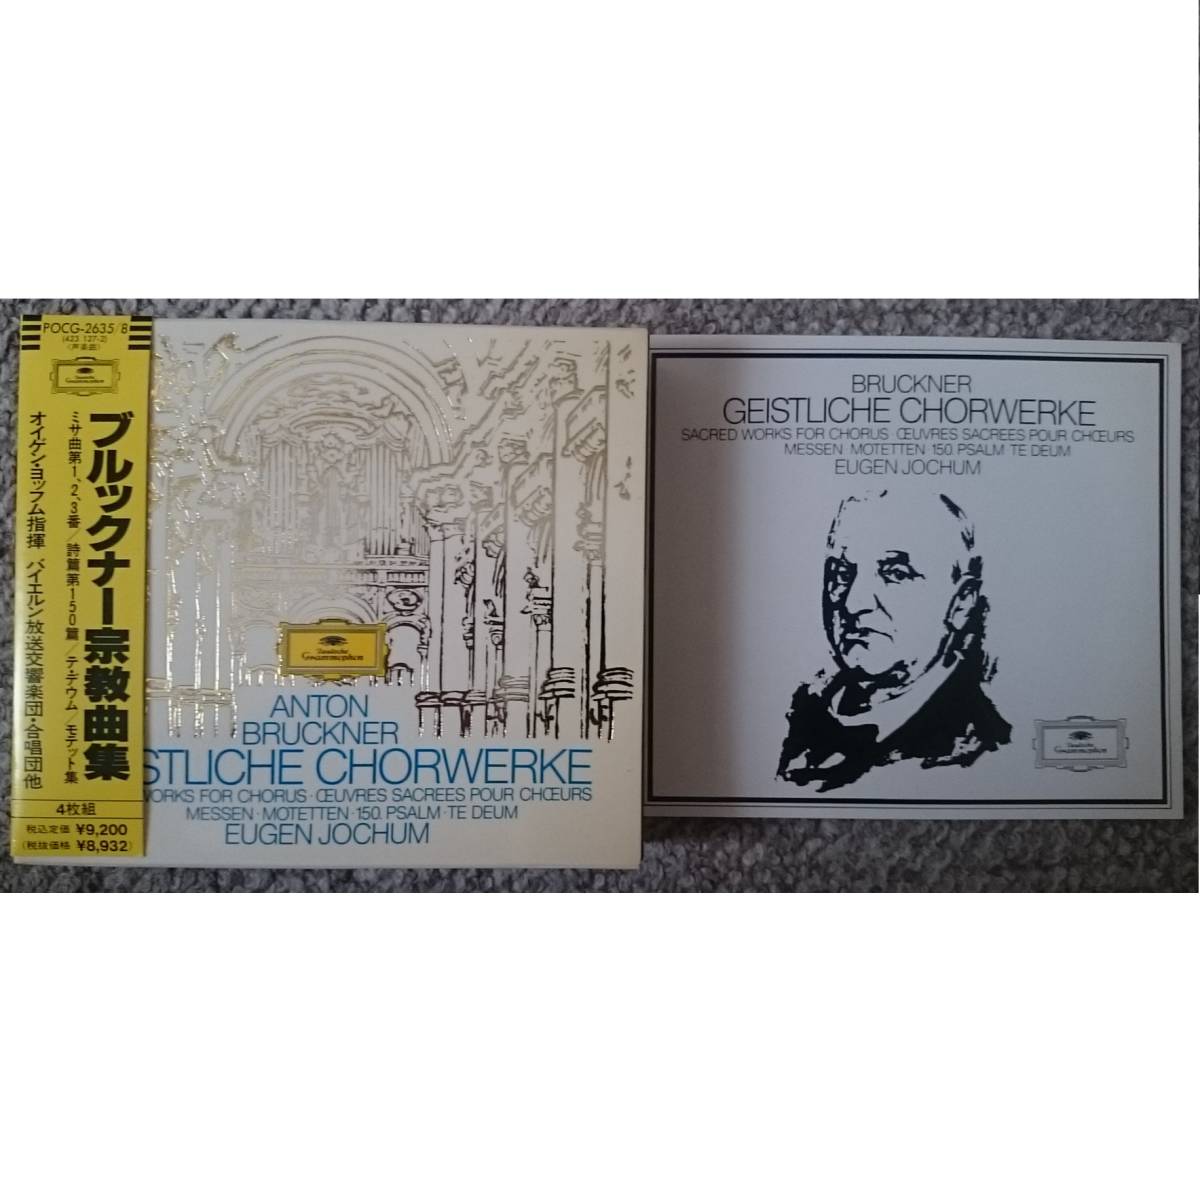 POCG-2635/8
(423 127-2)
(声楽曲)
Deutsche
Grammophon
ブルックナー宗教曲集
ミサ曲第1、2、3番/詩篇第150篇/テ・デウム/モテット集
オイゲン・ヨッフム指揮 バイエルン放送交響楽団・合唱団他
4枚組
税込定価 ¥9,200
(税抜価格 ¥8,932)
Deutsche
Grammophon
ANTON
BRUCKNER
STLICHE CHORWERKE
WORKS FOR CHORUS · ŒUVRES SACREES POUR CHŒURS
MESSEN · MOTETTEN · 150. PSALM · TE DEUM
EUGEN JOCHUM
BRUCKNER
GEISTLICHE CHORWERKE
SACRED WORKS FOR CHORUS · ŒUVRES SACREES POUR CHŒURS
MESSEN MOTETTEN 150. PSALM TE DEUM
EUGEN JOCHUM
Deutsche
Grammophon